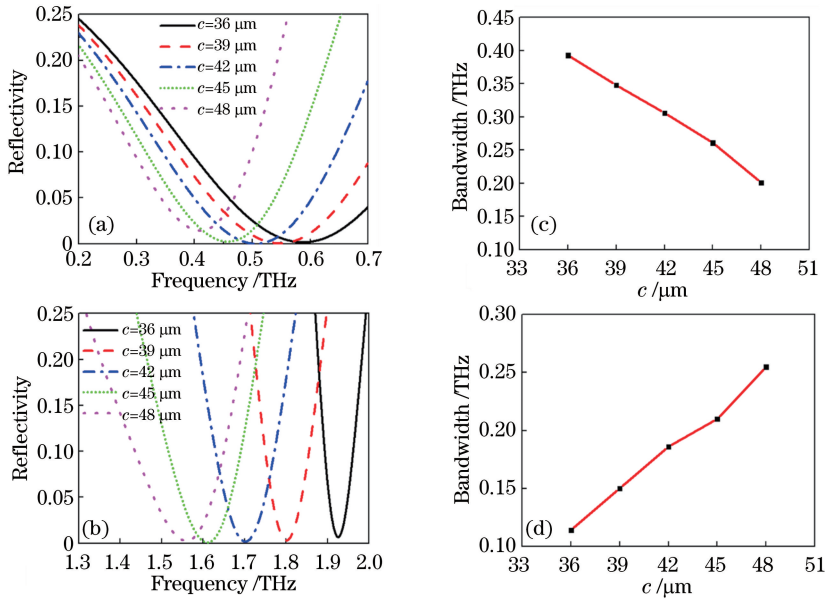 0.25
0.20
0.15
0.10
0.05
0
Reflectivity
c=36 μm
c=39 μm
c=42 μm
c=45 μm
c=48 μm
(a)
0.2 0.3 0.4 0.5 0.6 0.7
Frequency /THz
0.45
0.40
0.35
0.30
0.25
0.20
0.15
0.10
Bandwidth /THz
(c)
33 36 39 42 45 48 51
c /μm
0.25
0.20
0.15
0.10
0.05
0
Reflectivity
c=36 μm
c=39 μm
c=42 μm
c=45 μm
c=48 μm
(b)
1.3 1.4 1.5 1.6 1.7 1.8 1.9 2.0
Frequency /THz
0.30
0.25
0.20
0.15
0.10
Bandwidth /THz
(d)
33 36 39 42 45 48 51
c /μm